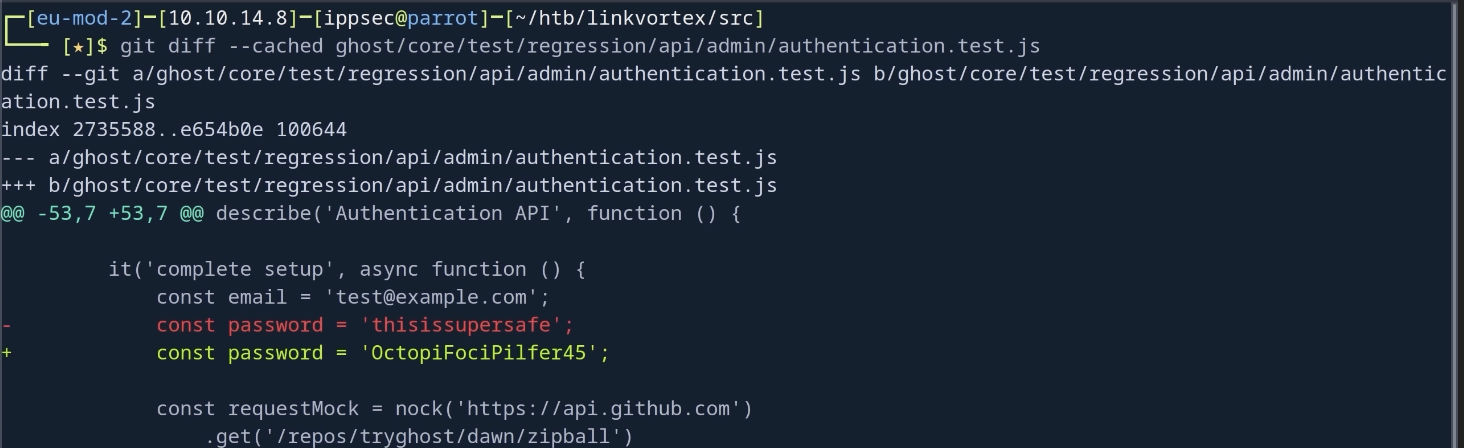 ┌─[eu-mod-2]─[10.10.14.8]─[ippsec@parrot]─[~/htb/linkvortex/src]
└──╼ [★]$ git diff --cached ghost/core/test/regression/api/admin/authentication.test.js
diff --git a/ghost/core/test/regression/api/admin/authentication.test.js b/ghost/core/test/regression/api/admin/authentic
ation.test.js
index 2735588..e654b0e 100644
--- a/ghost/core/test/regression/api/admin/authentication.test.js
+++ b/ghost/core/test/regression/api/admin/authentication.test.js
@@ -53,7 +53,7 @@ describe('Authentication API', function () {
         it('complete setup', async function () {
             const email = 'test@example.com';
-            const password = 'thisissupersafe';
+            const password = 'OctopiFociPilfer45';
             const requestMock = nock('https://api.github.com')
                 .get('/repos/tryghost/dawn/zipball')